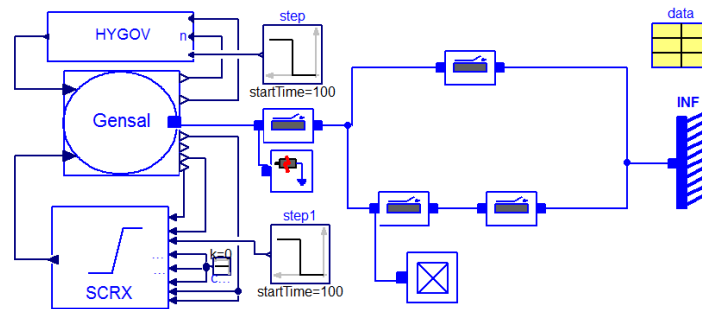 step
data
HYGOV
n
startTime=100
Gensal
INF
step1
k=0
...
...
c...
SCRX
startTime=100